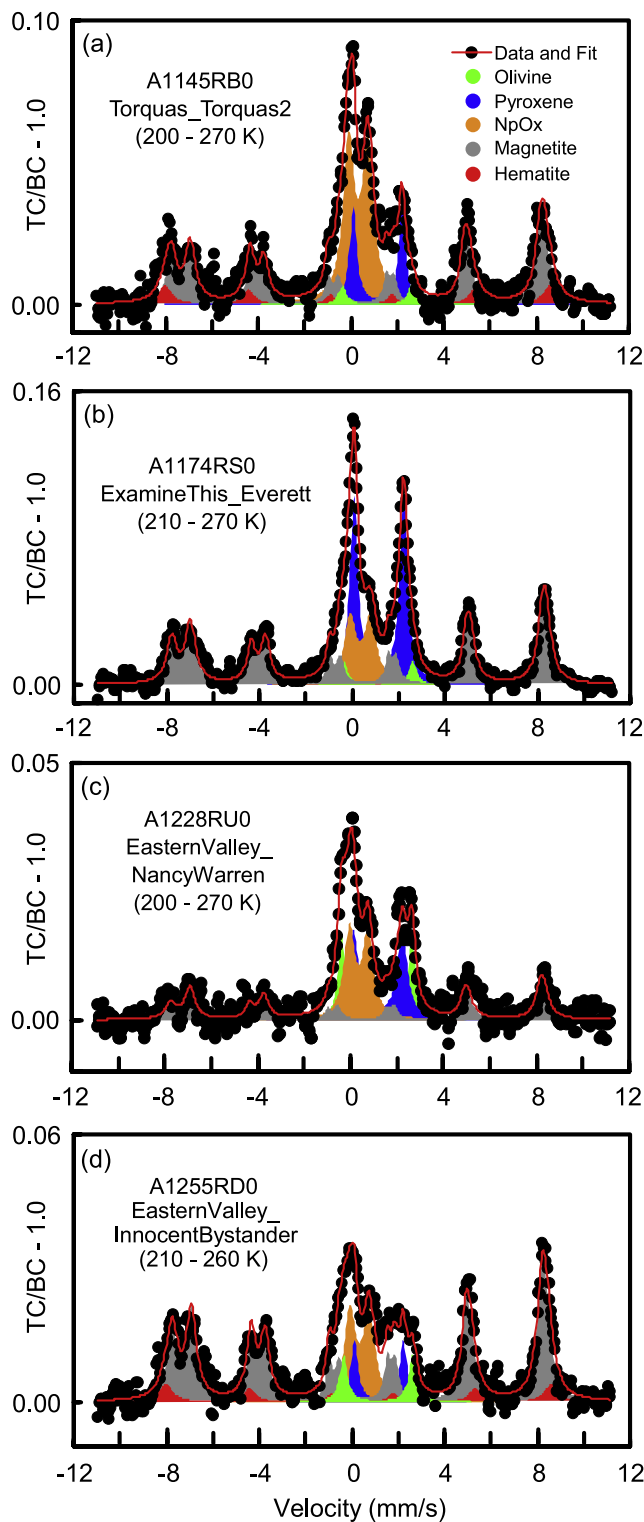 0.10
(a)
A1145RB0
Torquas_Torquas2
(200 - 270 K)
Data and Fit
Olivine
Pyroxene
NpOx
Magnetite
Hematite
TC/BC - 1.0
0.00
-12 -8 -4 0 4 8 12
0.16
(b)
A1174RS0
ExamineThis_Everett
(210 - 270 K)
TC/BC - 1.0
0.00
-12 -8 -4 0 4 8 12
0.05
(c)
A1228RU0
EasternValley_
NancyWarren
(200 - 270 K)
TC/BC - 1.0
0.00
-12 -8 -4 0 4 8 12
0.06
(d)
A1255RD0
EasternValley_
InnocentBystander
(210 - 260 K)
TC/BC - 1.0
0.00
-12 -8 -4 0 4 8 12
Velocity (mm/s)